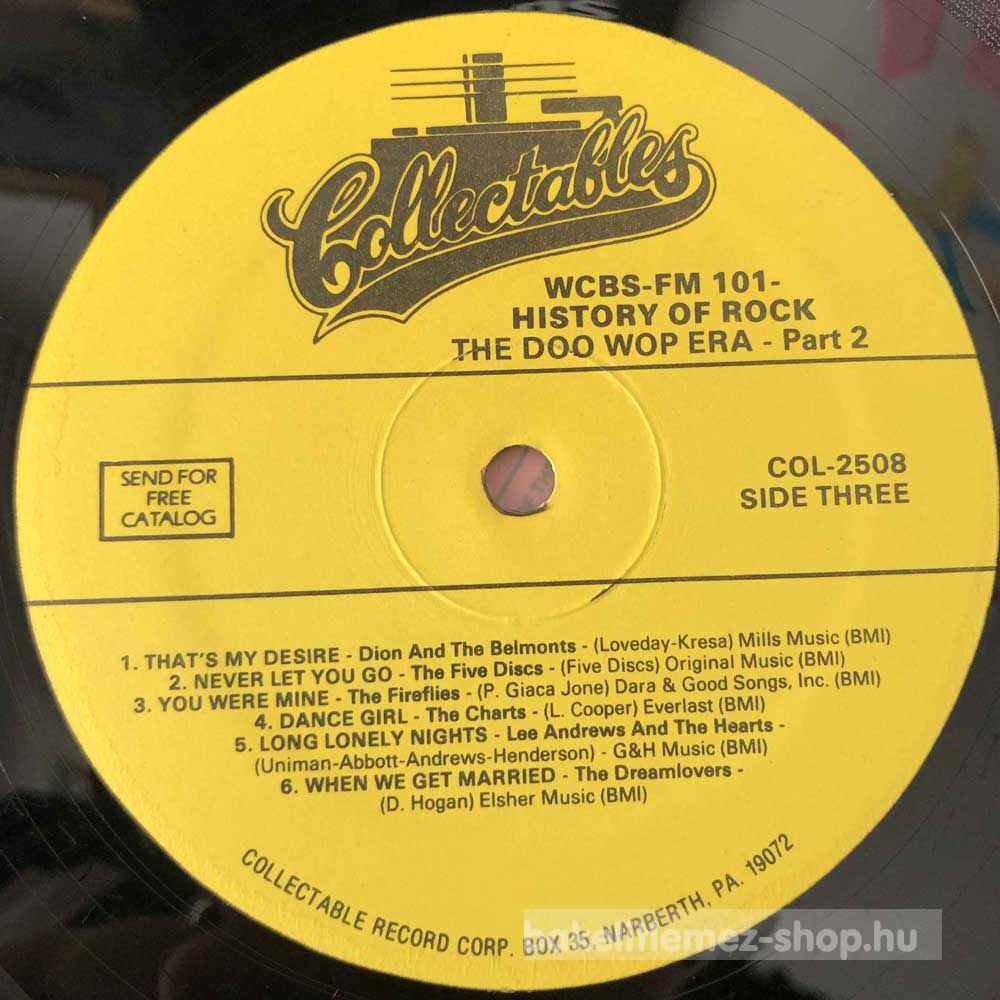 Collectables
WCBS-FM 101-
HISTORY OF ROCK
THE DOO WOP ERA - Part 2
SEND FOR
FREE
CATALOG
COL-2508
SIDE THREE
1. THAT'S MY DESIRE - Dion And The Belmonts - (Loveday-Kresa) Mills Music (BMI)
2. NEVER LET YOU GO - The Five Discs - (Five Discs) Original Music (BMI)
3. YOU WERE MINE - The Fireflies - (P. Giaca Jone) Dara & Good Songs, Inc. (BMI)
4. DANCE GIRL - The Charts - (L. Cooper) Everlast (BMI)
5. LONG LONELY NIGHTS - Lee Andrews And The Hearts -
(Uniman-Abbott-Andrews-Henderson) - G&H Music (BMI)
6. WHEN WE GET MARRIED - The Dreamlovers -
(D. Hogan) Elsher Music (BMI)
COLLECTABLE RECORD CORP. BOX 35, NARBERTH, PA. 19072
bakelitlemez-shop.hu